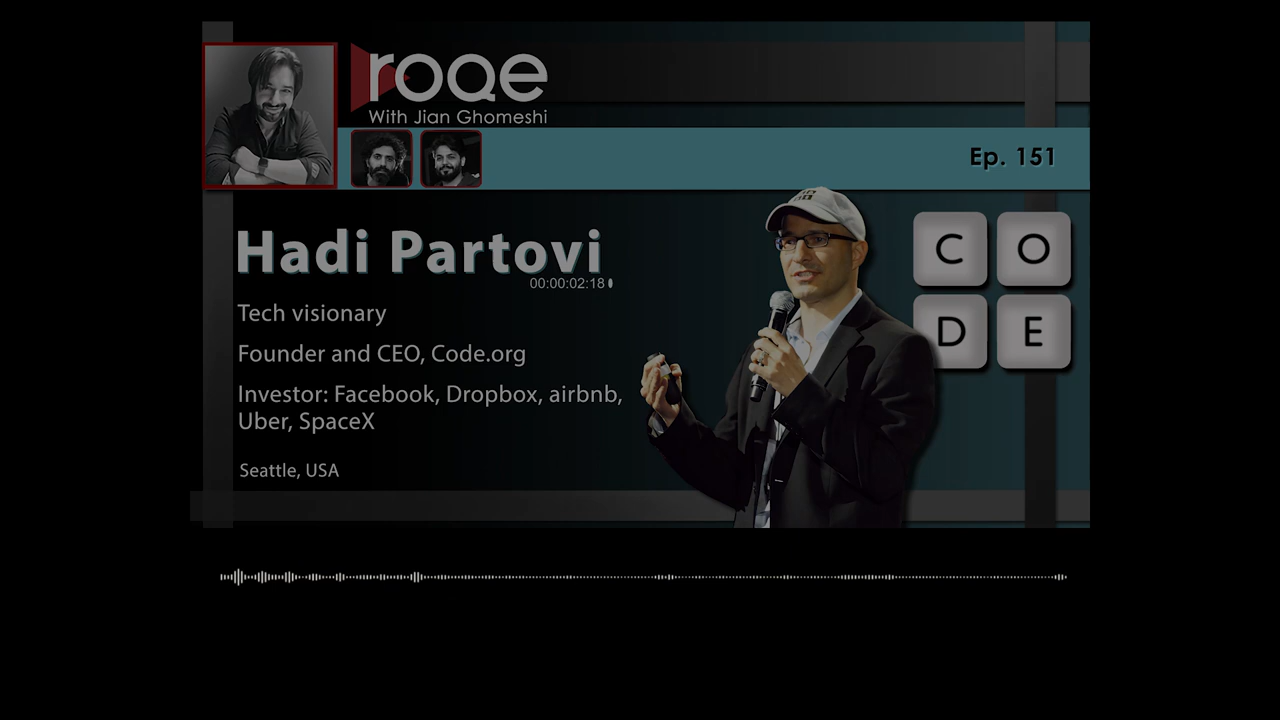 roqe
With Jian Ghomeshi
Ep. 151
Hadi Partovi
00:00:02:18
Tech visionary
Founder and CEO, Code.org
Investor: Facebook, Dropbox, airbnb,
Uber, SpaceX
Seattle, USA
C O
D E